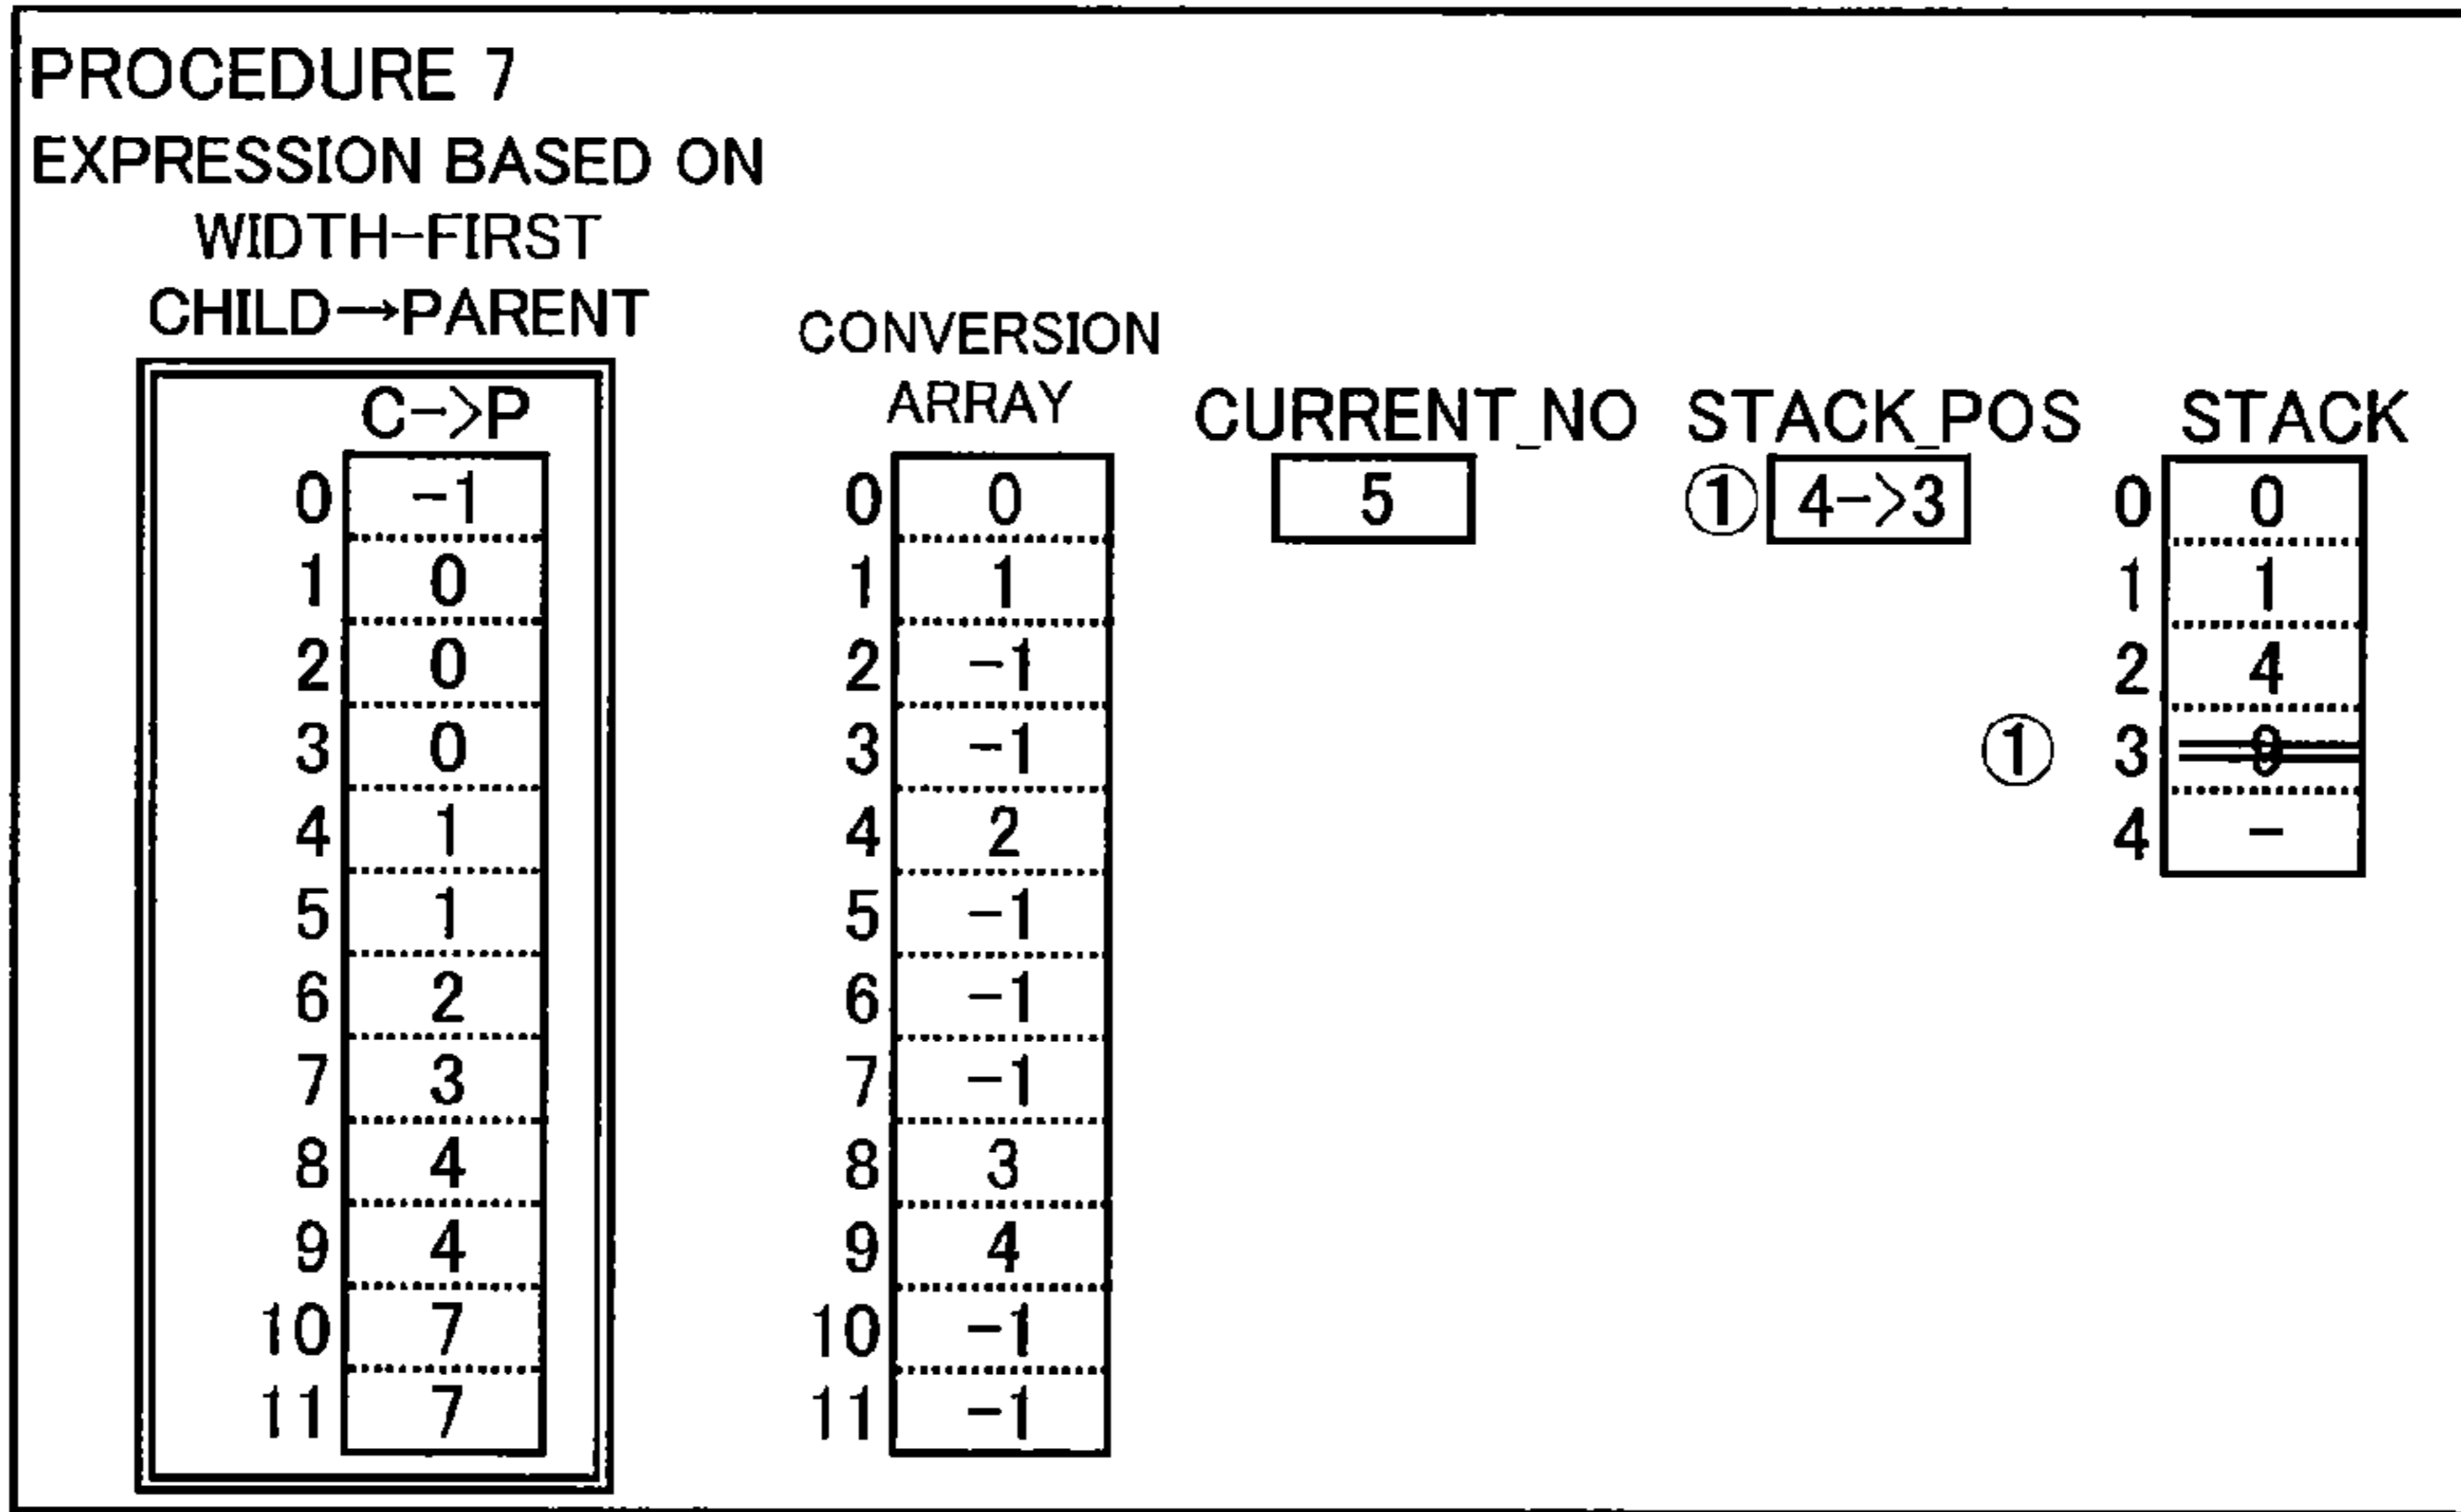 PROCEDURE 7
EXPRESSION BASED ON
WIDTH-FIRST
CHILD→PARENT
CONVERSION
ARRAY
C->P
CURRENT_NO STACK_POS STACK
0 -1 0 0 5 ① 4->3 0 0
1 0 1 1 1 1
2 0 2 -1 2 4
3 0 3 -1 ① 3 9
4 1 4 2 4 -
5 1 5 -1
6 2 6 -1
7 3 7 -1
8 4 8 3
9 4 9 4
10 7 10 -1
11 7 11 -1